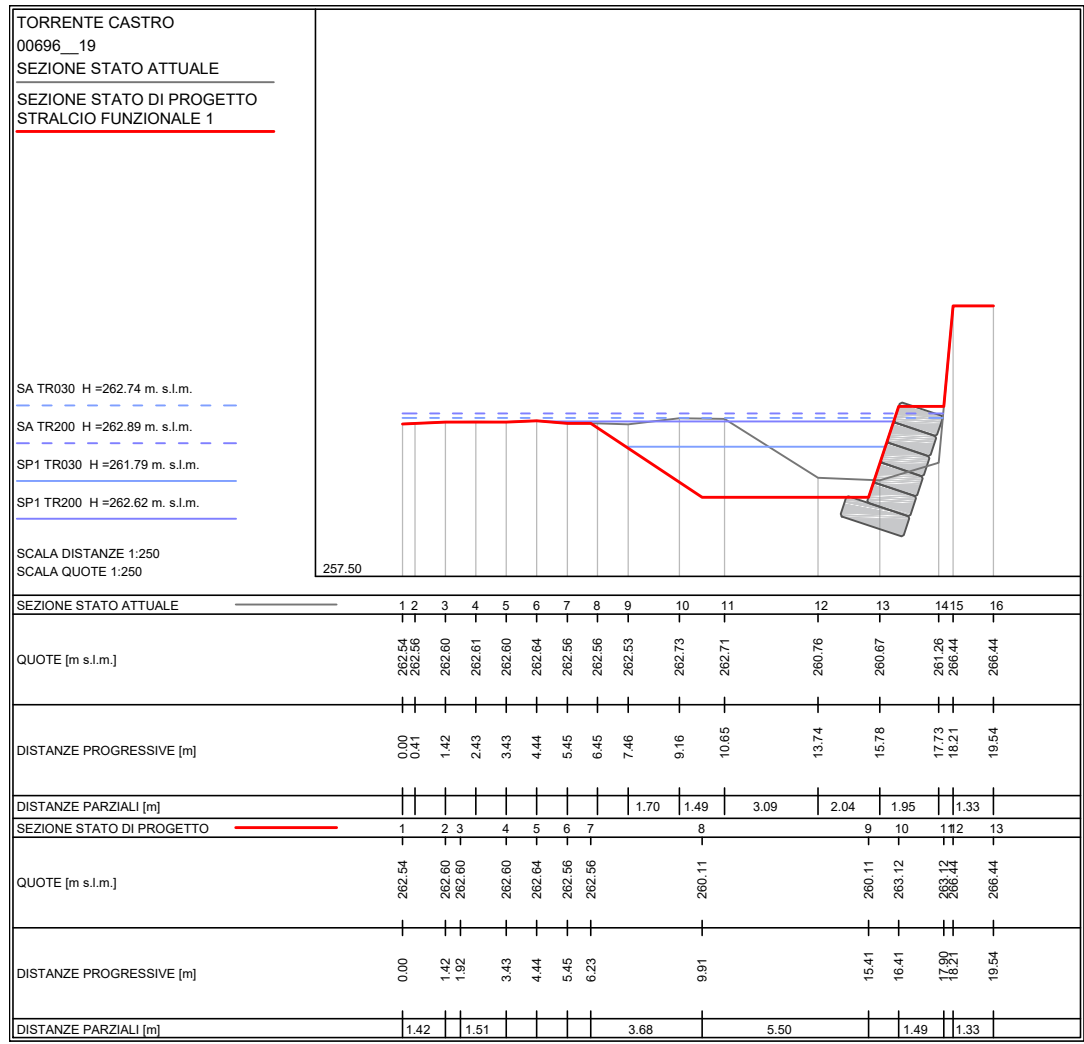 TORRENTE CASTRO
00696__19
SEZIONE STATO ATTUALE
SEZIONE STATO DI PROGETTO
STRALCIO FUNZIONALE 1
SA TR030 H =262.74 m. s.l.m.
SA TR200 H =262.89 m. s.l.m.
SP1 TR030 H =261.79 m. s.l.m.
SP1 TR200 H =262.62 m. s.l.m.
SCALA DISTANZE 1:250
SCALA QUOTE 1:250
257.50
SEZIONE STATO ATTUALE 1 2 3 4 5 6 7 8 9 10 11 12 13 14 15 16
QUOTE [m s.l.m.] 262.54 262.56 262.60 262.61 262.60 262.64 262.56 262.56 262.53 262.73 262.71 260.76 260.67 261.26 266.44 266.44
DISTANZE PROGRESSIVE [m] 0.00 0.41 1.42 2.43 3.43 4.44 5.45 6.45 7.46 9.16 10.65 13.74 15.78 17.73 18.21 19.54
DISTANZE PARZIALI [m] 1.70 1.49 3.09 2.04 1.95 1.33
SEZIONE STATO DI PROGETTO 1 2 3 4 5 6 7 8 9 10 11 12 13
QUOTE [m s.l.m.] 262.54 262.60 262.60 262.60 262.64 262.56 262.56 260.11 260.11 263.12 263.12 266.44 266.44
DISTANZE PROGRESSIVE [m] 0.00 1.42 1.92 3.43 4.44 5.45 6.23 9.91 15.41 16.41 17.90 18.21 19.54
DISTANZE PARZIALI [m] 1.42 1.51 3.68 5.50 1.49 1.33